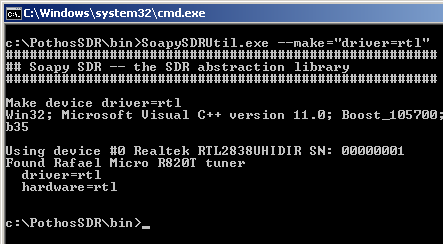 C:\Windows\system32\cmd.exe
c:\PothosSDR\bin>SoapySDRUtil.exe --make="driver=rtl"
######################################################
## Soapy SDR -- the SDR abstraction library
######################################################
Make device driver=rtl
Win32; Microsoft Visual C++ version 11.0; Boost_105700;
b35
Using device #0 Realtek RTL2838UHIDIR SN: 00000001
Found Rafael Micro R820T tuner
driver=rtl
hardware=rtl
c:\PothosSDR\bin>_